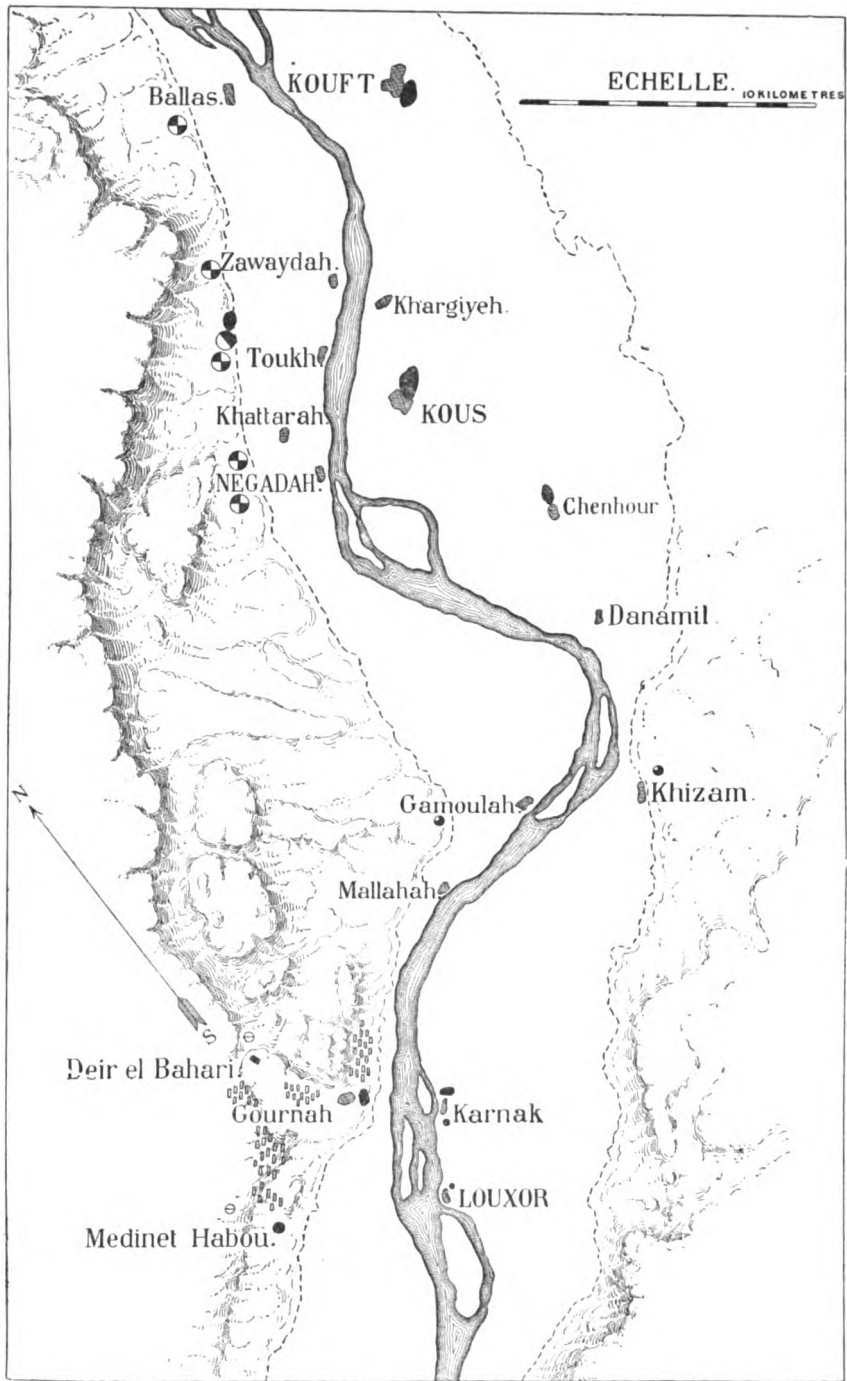 KOUFT
ECHELLE.
10 KILOMETRES
Ballas.
Zawaydah.
Khargiyeh.
Toukh.
KOUS
Khattarah.
NEGADAH.
Chenhour
Danamil
Gamoulah.
Khizam.
N
Mallahah.
S
Deir el Bahari.
Gournah
Karnak
LOUXOR
Medinet Habou.